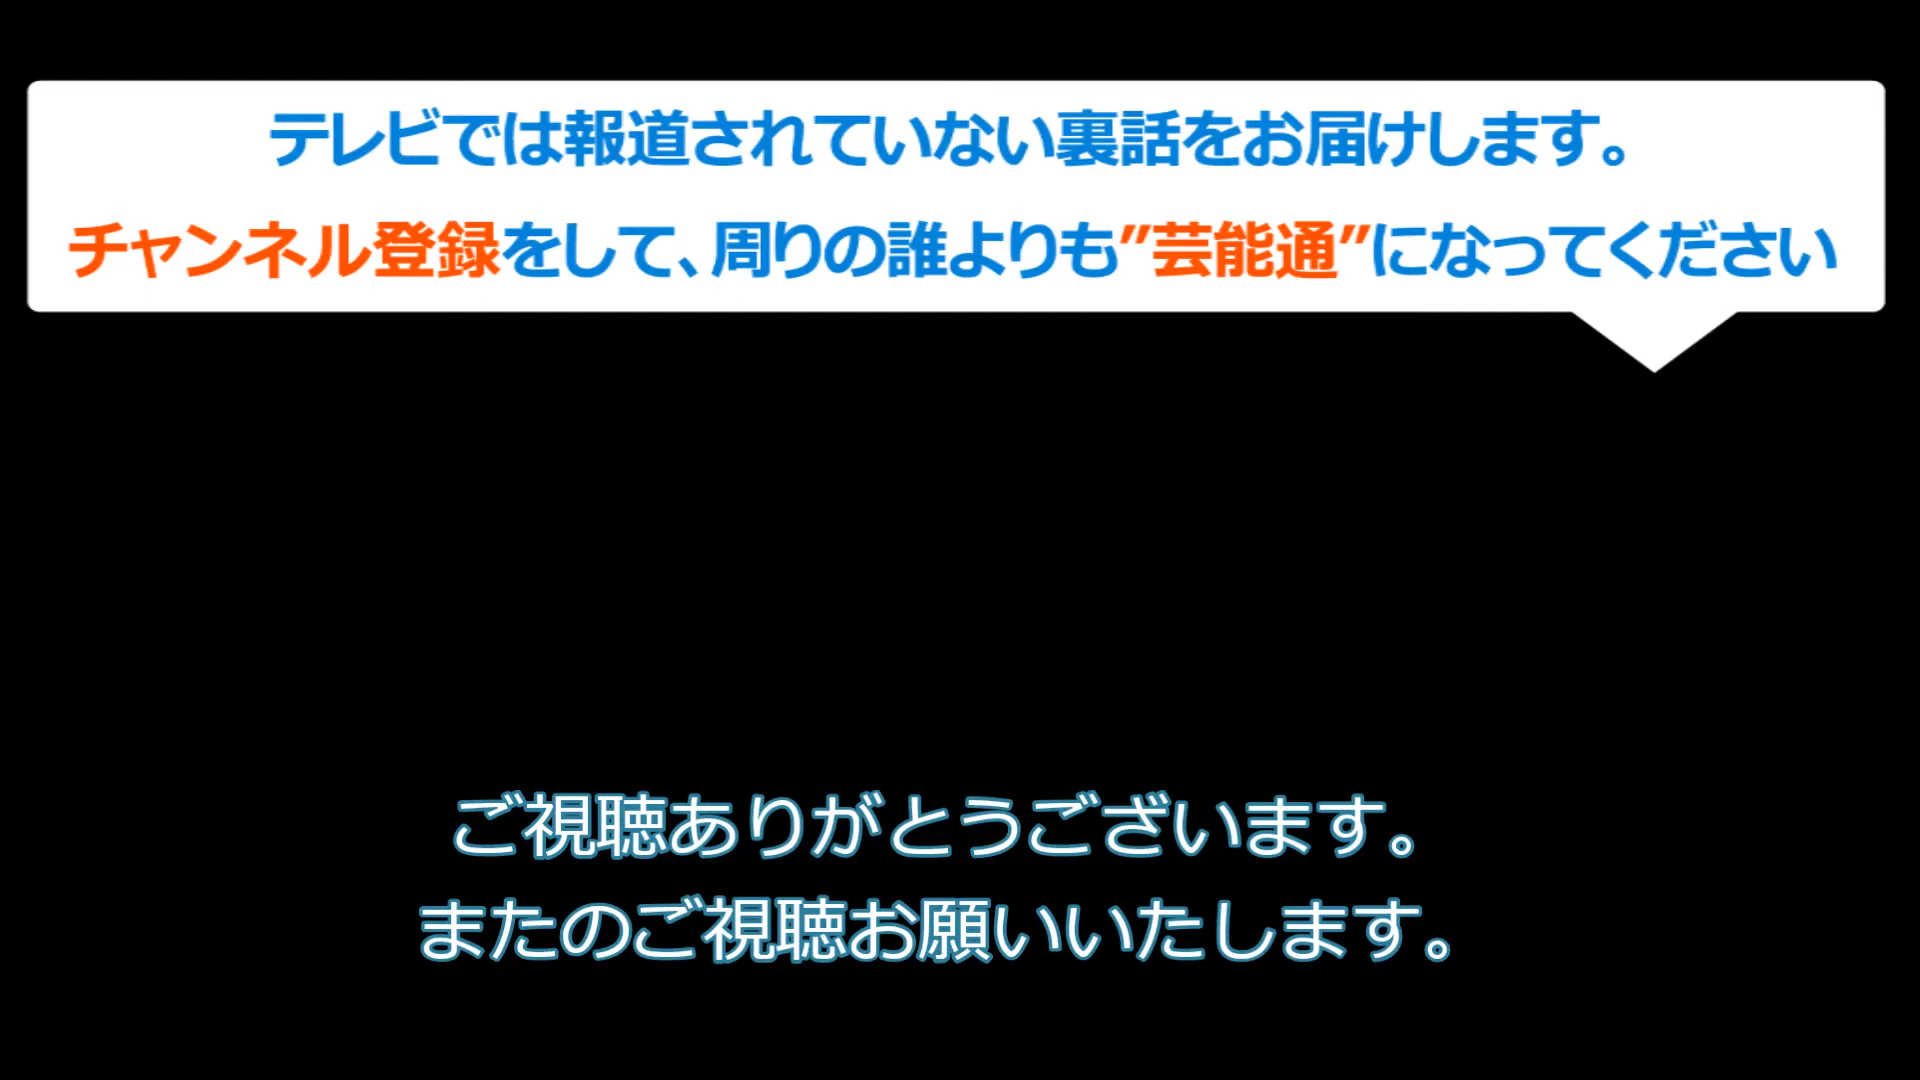 テレビでは報道されていない裏話をお届けします。
チャンネル登録をして、周りの誰よりも”芸能通”になってください
ご視聴ありがとうございます。
またのご視聴お願いいたします。